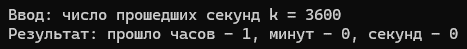 Ввод: число прошедших секунд k = 3600
Результат: прошло часов – 1, минут – 0, секунд – 0